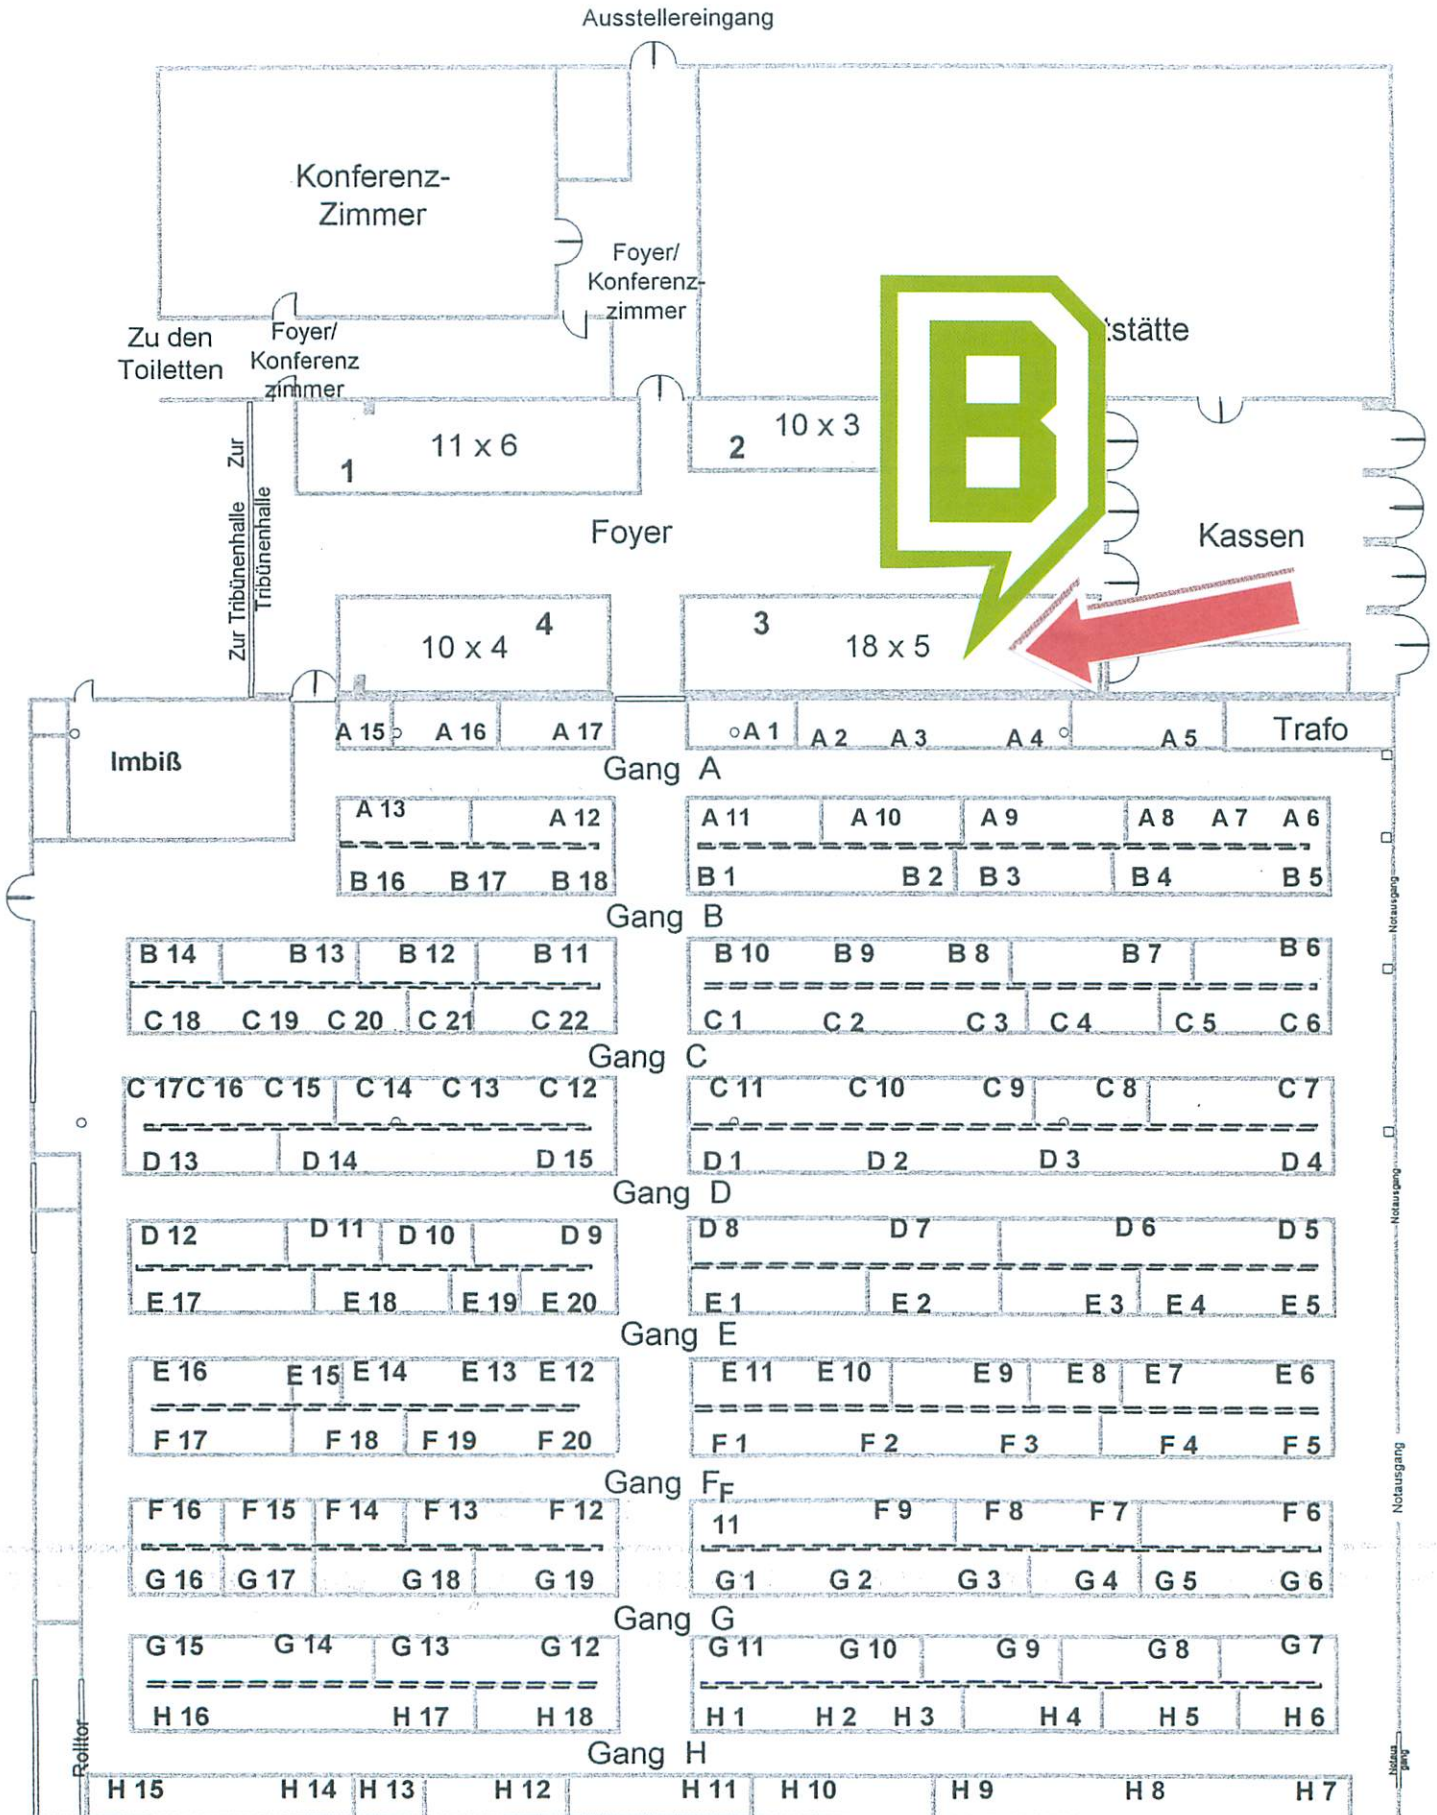 Ausstellereingang
Konferenz-
Zimmer
Foyer/
Konferenz-
zimmer
Zu den
Toiletten
Foyer/
Konferenz
zimmer
B
tstätte
11 x 6
1
10 x 3
2
Zur
Zur Tribünenhalle
Tribünenhalle
Foyer
Kassen
4
10 x 4
3
18 x 5
A 15 A 16 A 17 A 1 A 2 A 3 A 4 A 5 Trafo
Imbiß
Gang A
A 13 A 12 A 11 A 10 A 9 A 8 A 7 A 6
B 16 B 17 B 18 B 1 B 2 B 3 B 4 B 5
Notausgang
Gang B
B 14 B 13 B 12 B 11 B 10 B 9 B 8 B 7 B 6
C 18 C 19 C 20 C 21 C 22 C 1 C 2 C 3 C 4 C 5 C 6
Gang C
C 17 C 16 C 15 C 14 C 13 C 12 C 11 C 10 C 9 C 8 C 7
D 13 D 14 D 15 D 1 D 2 D 3 D 4
Notausgang
Gang D
D 12 D 11 D 10 D 9 D 8 D 7 D 6 D 5
E 17 E 18 E 19 E 20 E 1 E 2 E 3 E 4 E 5
Gang E
E 16 E 15 E 14 E 13 E 12 E 11 E 10 E 9 E 8 E 7 E 6
F 17 F 18 F 19 F 20 F 1 F 2 F 3 F 4 F 5
Notausgang
Gang F
F 16 F 15 F 14 F 13 F 12 F 11 F 9 F 8 F 7 F 6
G 16 G 17 G 18 G 19 G 1 G 2 G 3 G 4 G 5 G 6
Gang G
G 15 G 14 G 13 G 12 G 11 G 10 G 9 G 8 G 7
H 16 H 17 H 18 H 1 H 2 H 3 H 4 H 5 H 6
Rolltor
Gang H
Notaus
gang
H 15 H 14 H 13 H 12 H 11 H 10 H 9 H 8 H 7